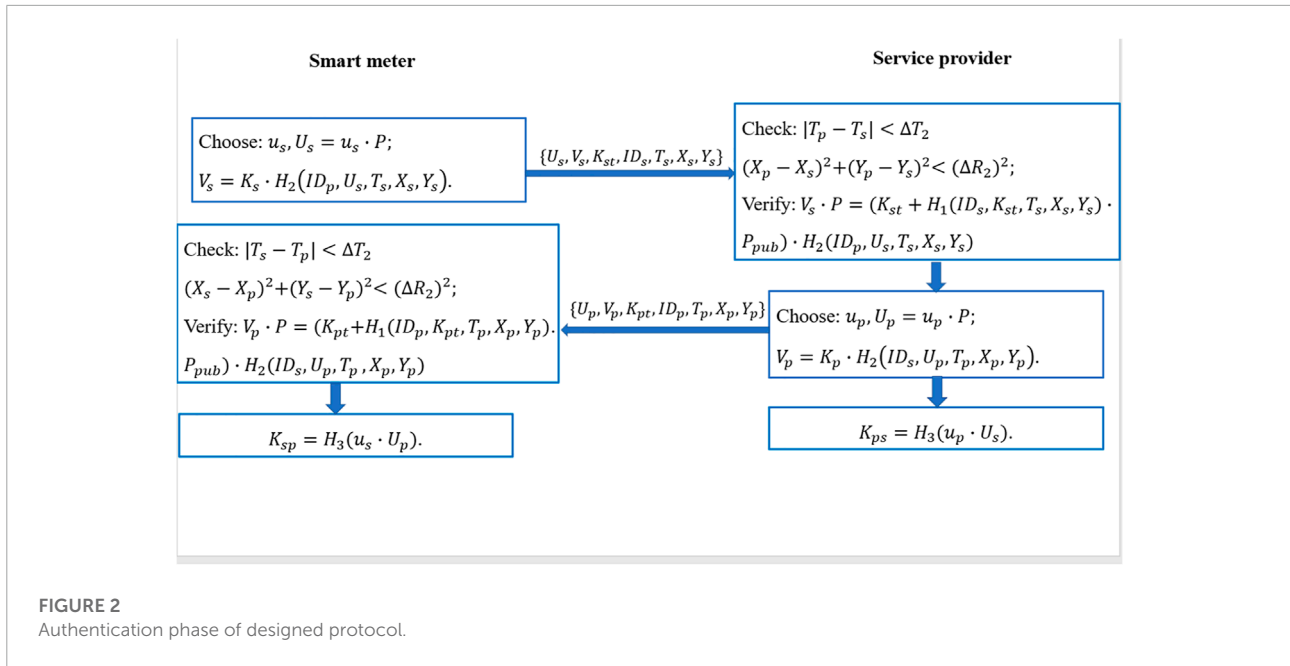 Smart meter
Service provider
Choose: u_s, U_s = u_s · P;
V_s = K_s · H_2(ID_p, U_s, T_s, X_s, Y_s).
{U_s, V_s, K_st, ID_s, T_s, X_s, Y_s}
Check: |T_p − T_s| < ΔT_2
(X_p − X_s)^2+(Y_p − Y_s)^2< (ΔR_2)^2;
Verify: V_s · P = (K_st + H_1(ID_s, K_st, T_s, X_s, Y_s) ·
P_pub) · H_2(ID_p, U_s, T_s, X_s, Y_s)
Check: |T_s − T_p| < ΔT_2
(X_s − X_p)^2+(Y_s − Y_p)^2< (ΔR_2)^2;
Verify: V_p · P = (K_pt+H_1(ID_p, K_pt, T_p, X_p, Y_p).
P_pub) · H_2(ID_s, U_p, T_p, X_p, Y_p)
{U_p, V_p, K_pt, ID_p, T_p, X_p, Y_p}
Choose: u_p, U_p = u_p · P;
V_p = K_p · H_2(ID_s, U_p, T_p, X_p, Y_p).
K_sp = H_3(u_s · U_p).
K_ps = H_3(u_p · U_s).
FIGURE 2
Authentication phase of designed protocol.